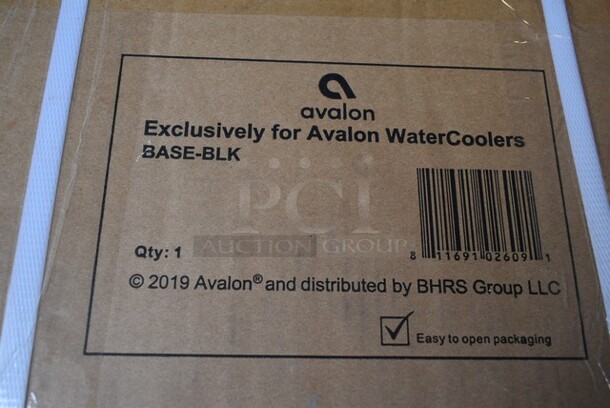 avalon
Exclusively for Avalon WaterCoolers
BASE-BLK
PCI
AUCTION GROUP
Qty: 1
8 11691 02609 1
© 2019 Avalon® and distributed by BHRS Group LLC
Easy to open packaging